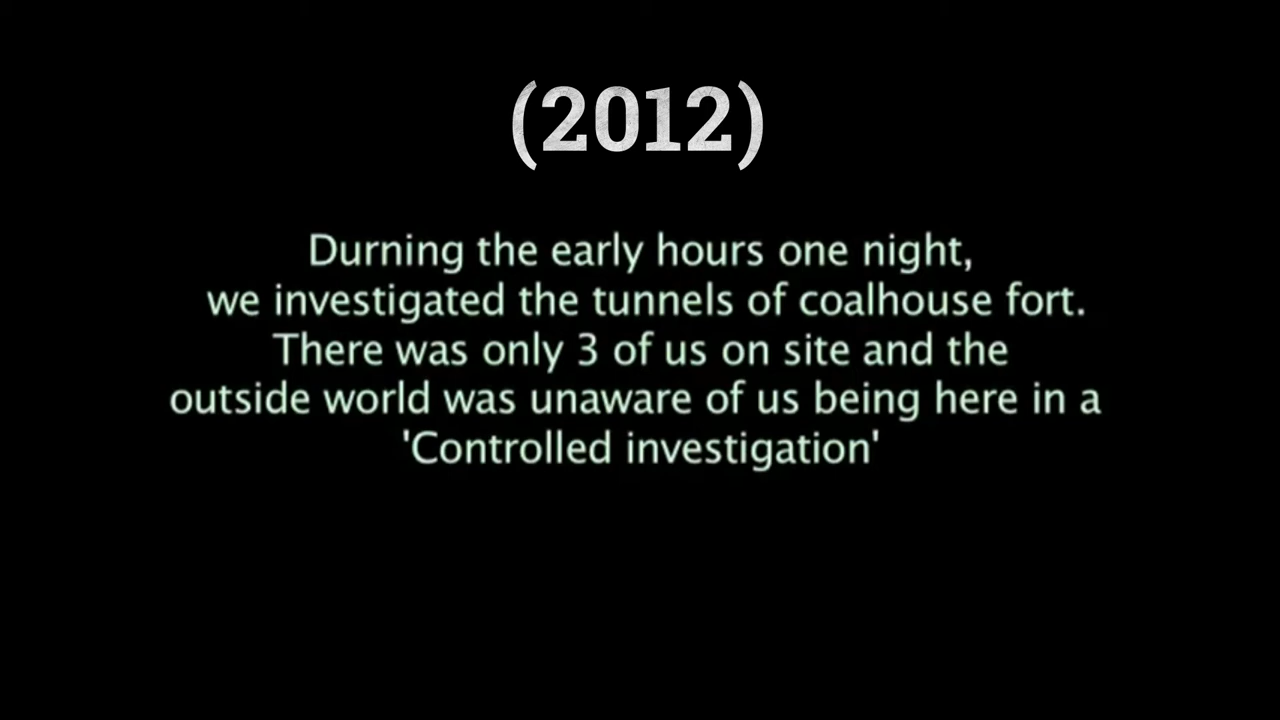 (2012)
Durning the early hours one night,
we investigated the tunnels of coalhouse fort.
There was only 3 of us on site and the
outside world was unaware of us being here in a
'Controlled investigation'